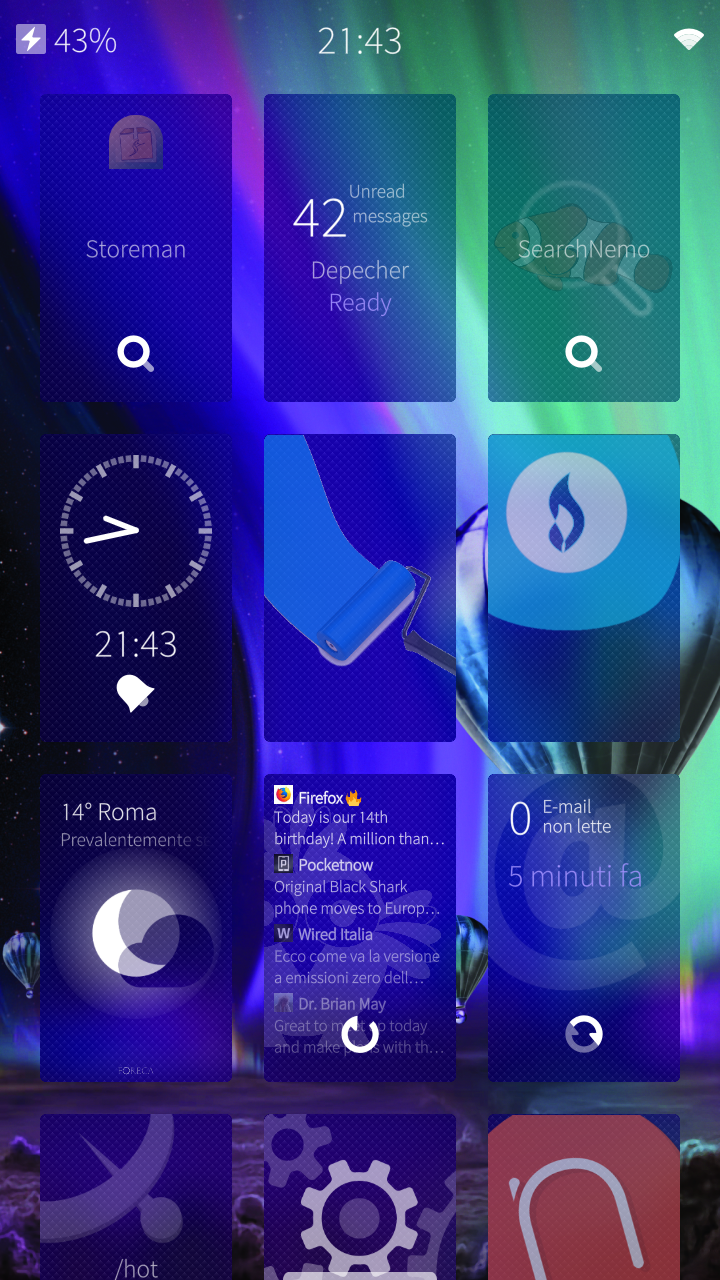 43%
21:43
Storeman
42 Unread
messages
Depecher
Ready
SearchNemo
21:43
14° Roma
Prevalentemente
FORECA
Firefox🔥
Today is our 14th
birthday! A million than…
Pocketnow
Original Black Shark
phone moves to Europ…
W Wired Italia
Ecco come va la versione
a emissioni zero dell…
Dr. Brian May
Great to meet up today
and make plans with th…
0 E-mail
non lette
5 minuti fa
@
/hot